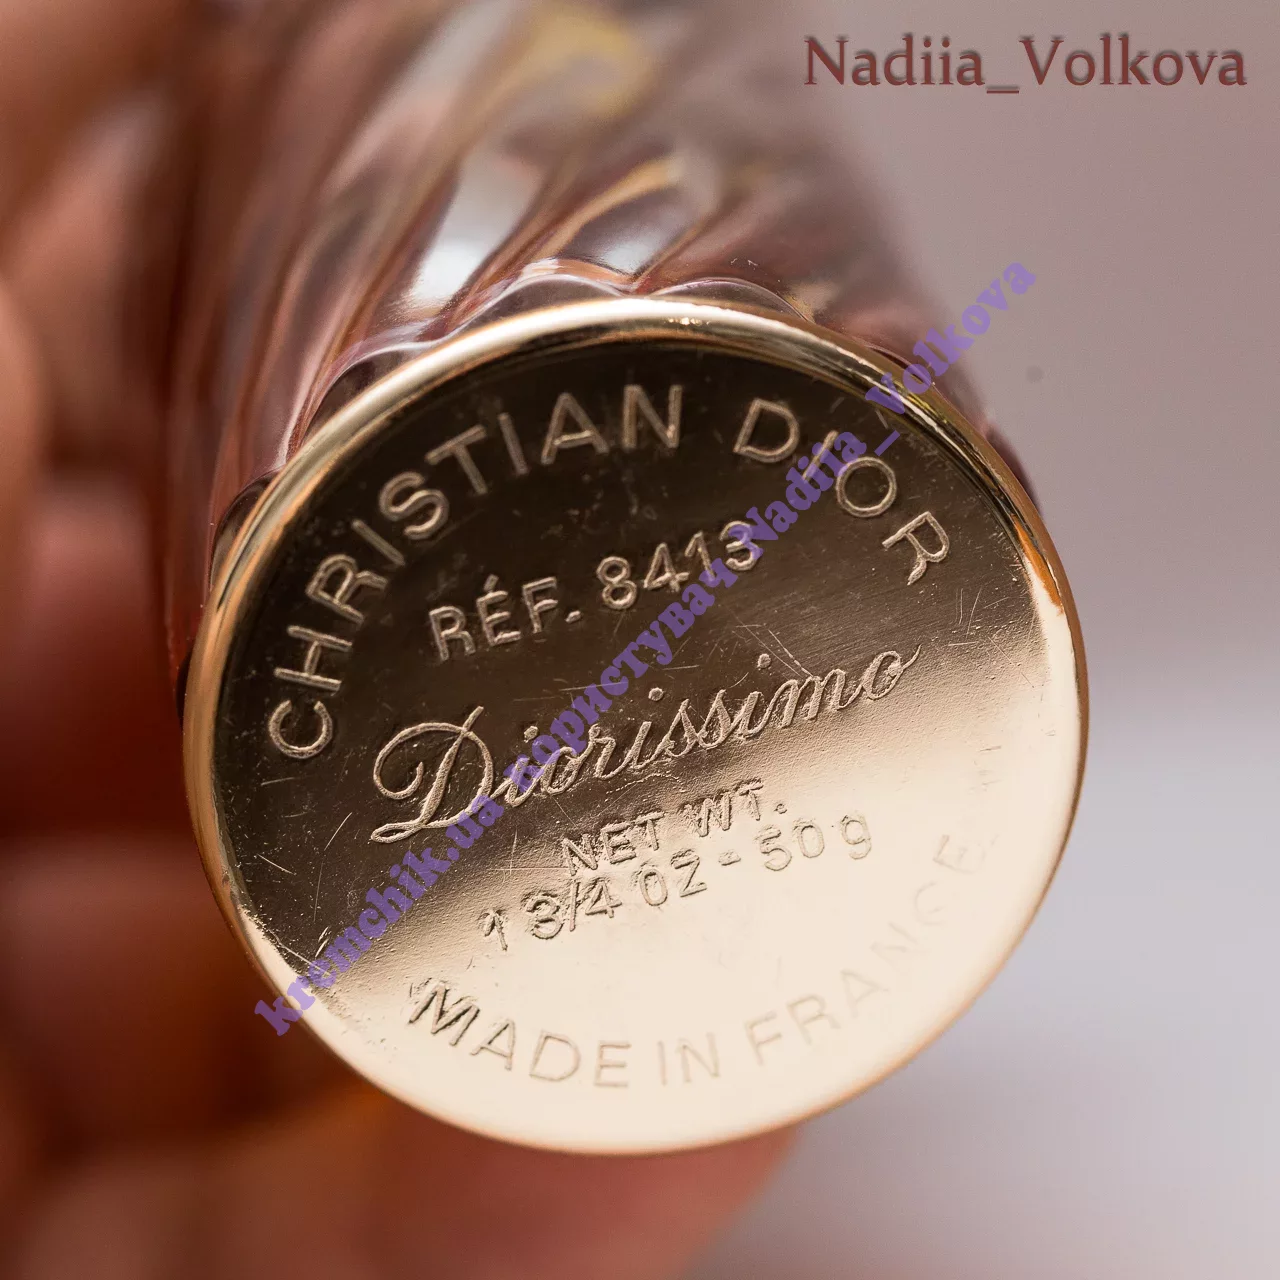 Nadiia_Volkova
CHRISTIAN DIOR
RÉF. 8413
Diorissimo
NET WT.
1 3/4 OZ - 50 g
MADE IN FRANCE
kremchik.ua користувач Nadiia_Volkova